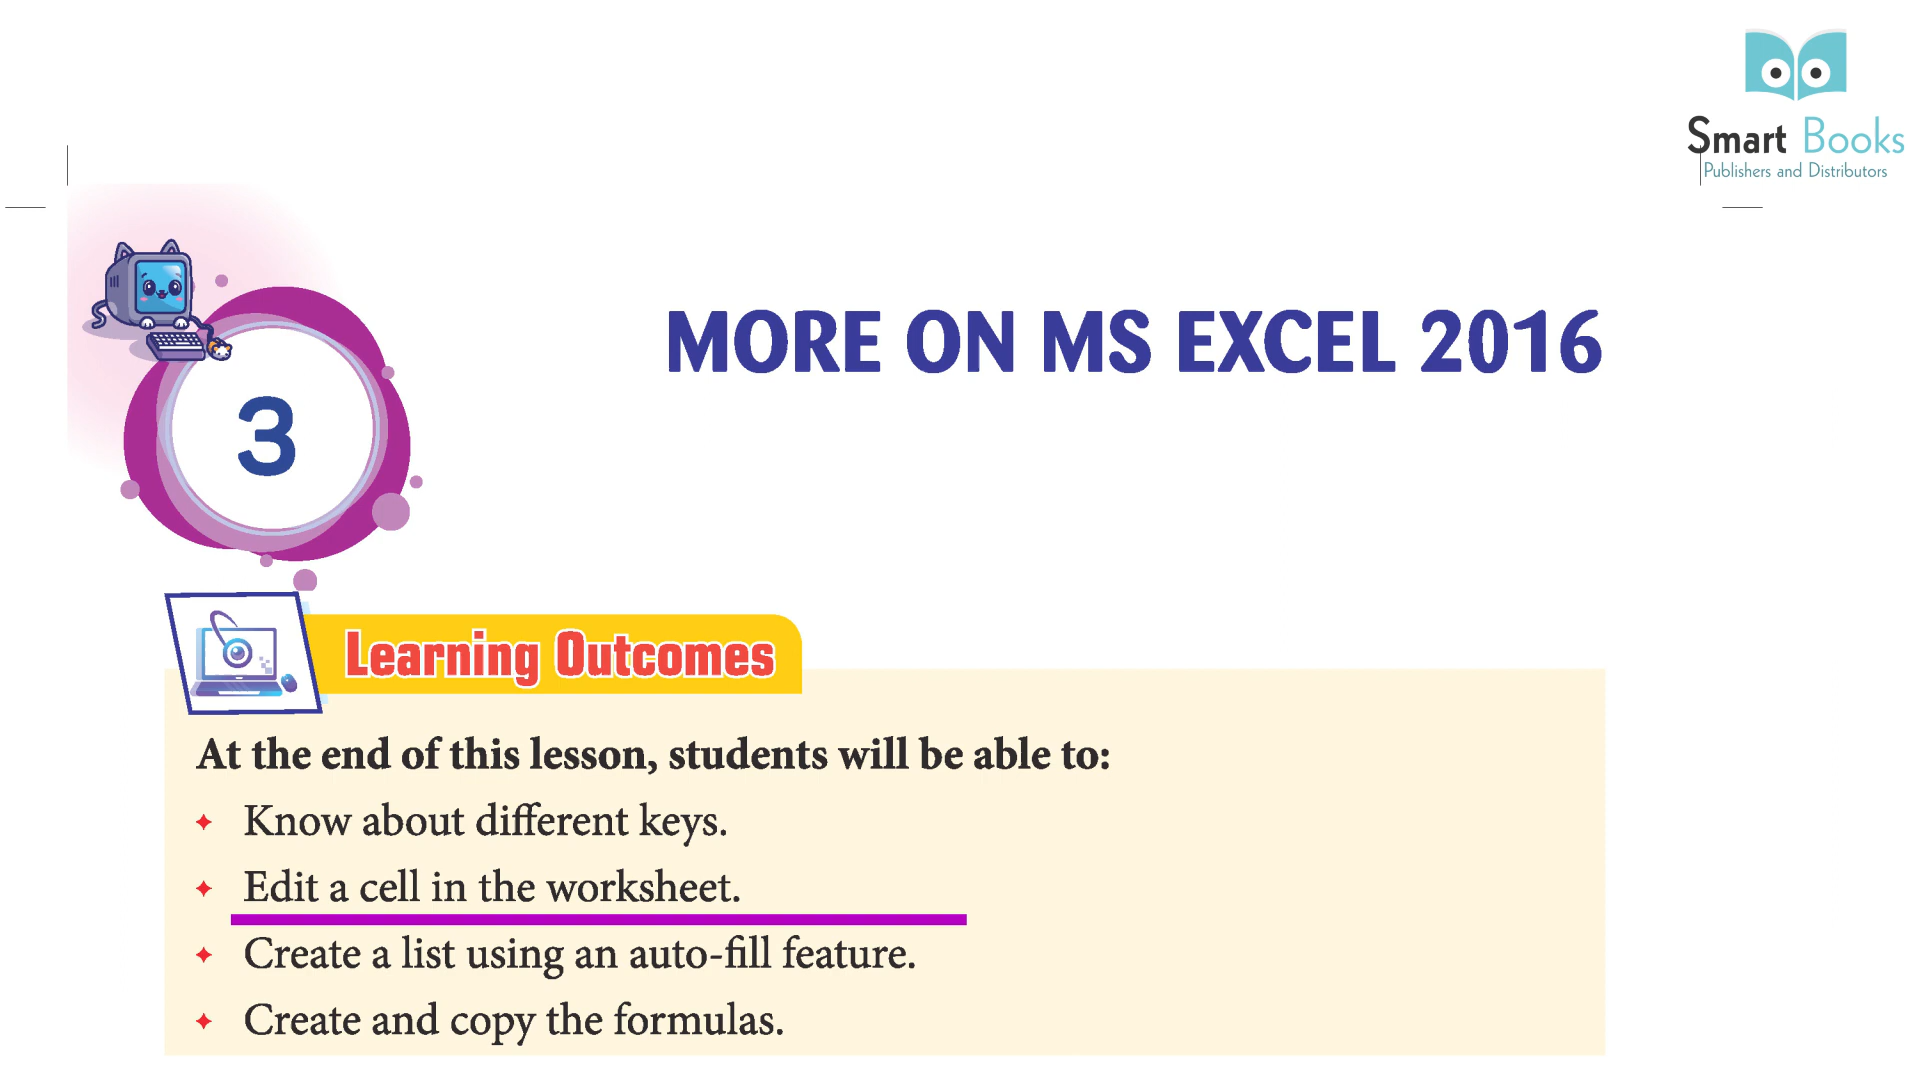 Smart Books
Publishers and Distributors
MORE ON MS EXCEL 2016
3
Learning Outcomes
At the end of this lesson, students will be able to:
Know about different keys.
Edit a cell in the worksheet.
Create a list using an auto-fill feature.
Create and copy the formulas.